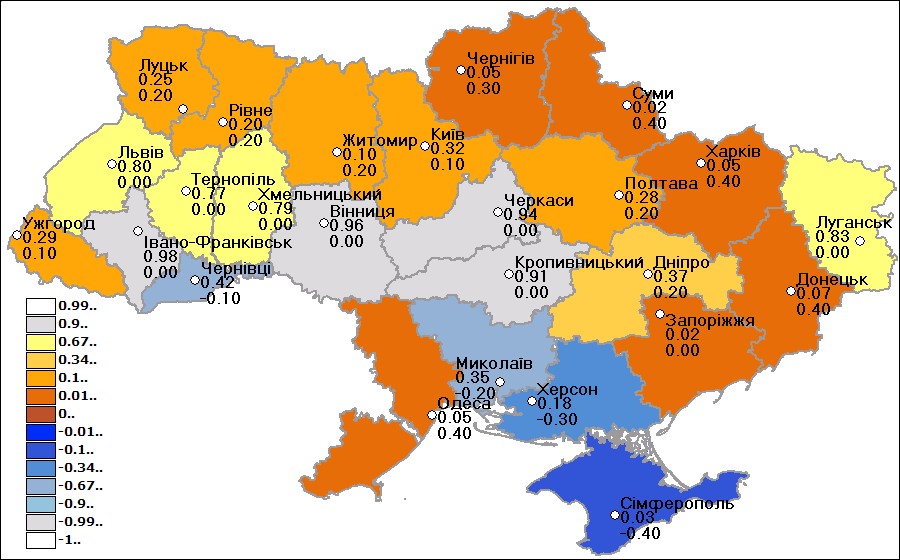 Чернігів
0.05
0.30
Луцьк
0.25
0.20
Суми
0.02
0.40
Рівне
0.20
0.20
Житомир
0.10
0.20
Київ
0.32
0.10
Харків
0.05
0.40
Львів
0.80
0.00
Тернопіль
0.77
0.00
Хмельницький
0.79
0.00
Полтава
0.28
0.20
Вінниця
0.96
0.00
Черкаси
0.94
0.00
Ужгород
0.29
0.10
Луганськ
0.83
0.00
Івано-Франківськ
0.98
0.00
Чернівці
0.42
-0.10
Кропивницький
0.91
0.00
Дніпро
0.37
0.20
Донецьк
0.07
0.40
Запоріжжя
0.02
0.00
Миколаїв
0.35
-0.20
Херсон
0.18
-0.30
Одеса
0.05
0.40
Сімферополь
0.03
-0.40
0.99..
0.9..
0.67..
0.34..
0.1..
0.01..
0..
-0.01..
-0.1..
-0.34..
-0.67..
-0.9..
-0.99..
-1..